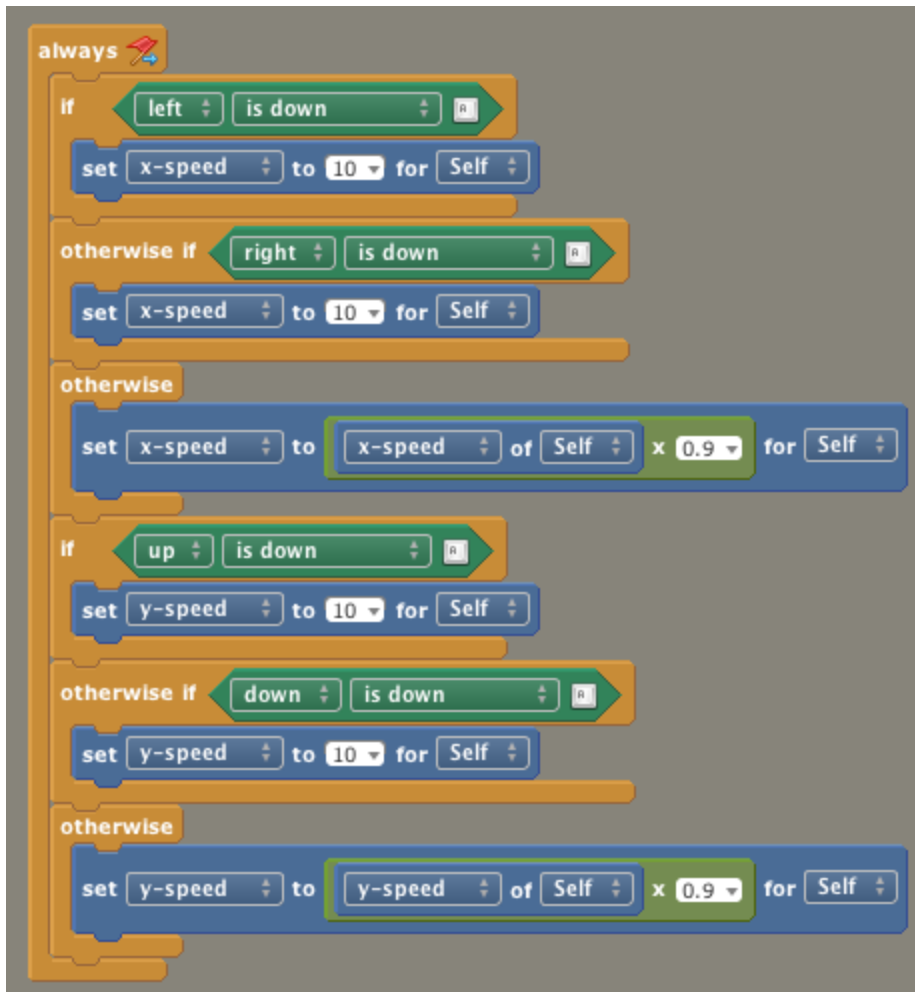 always
if left is down A
set x-speed to 10 for Self
otherwise if right is down A
set x-speed to 10 for Self
otherwise
set x-speed to x-speed of Self x 0.9 for Self
if up is down A
set y-speed to 10 for Self
otherwise if down is down A
set y-speed to 10 for Self
otherwise
set y-speed to y-speed of Self x 0.9 for Self